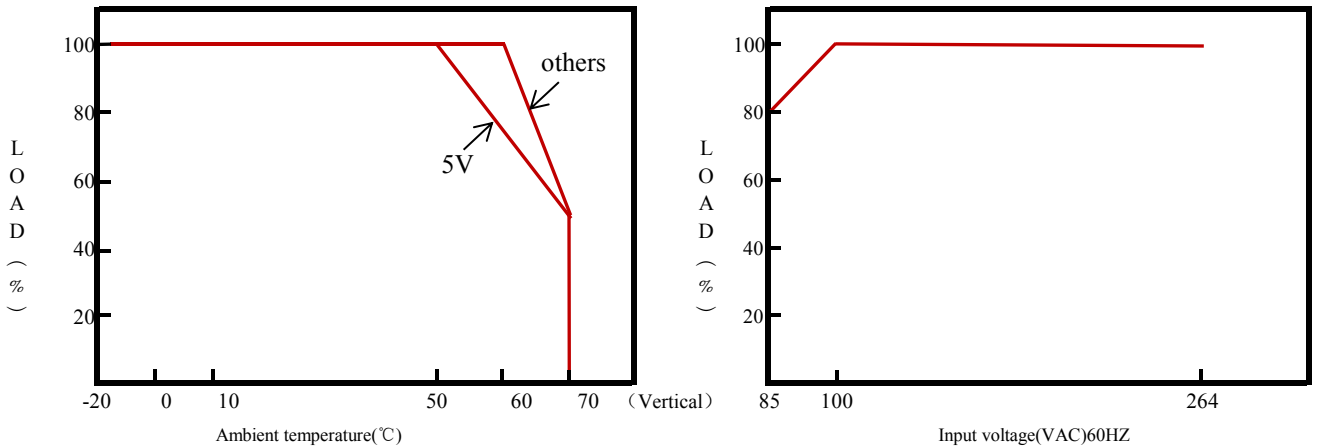 100
80
60
40
20
L
O
A
D
（
%
）
others
5V
-20 0 10 50 60 70 （Vertical）
Ambient temperature(℃)
100
80
60
40
20
L
O
A
D
（
%
）
85 100 264
Input voltage(VAC)60HZ